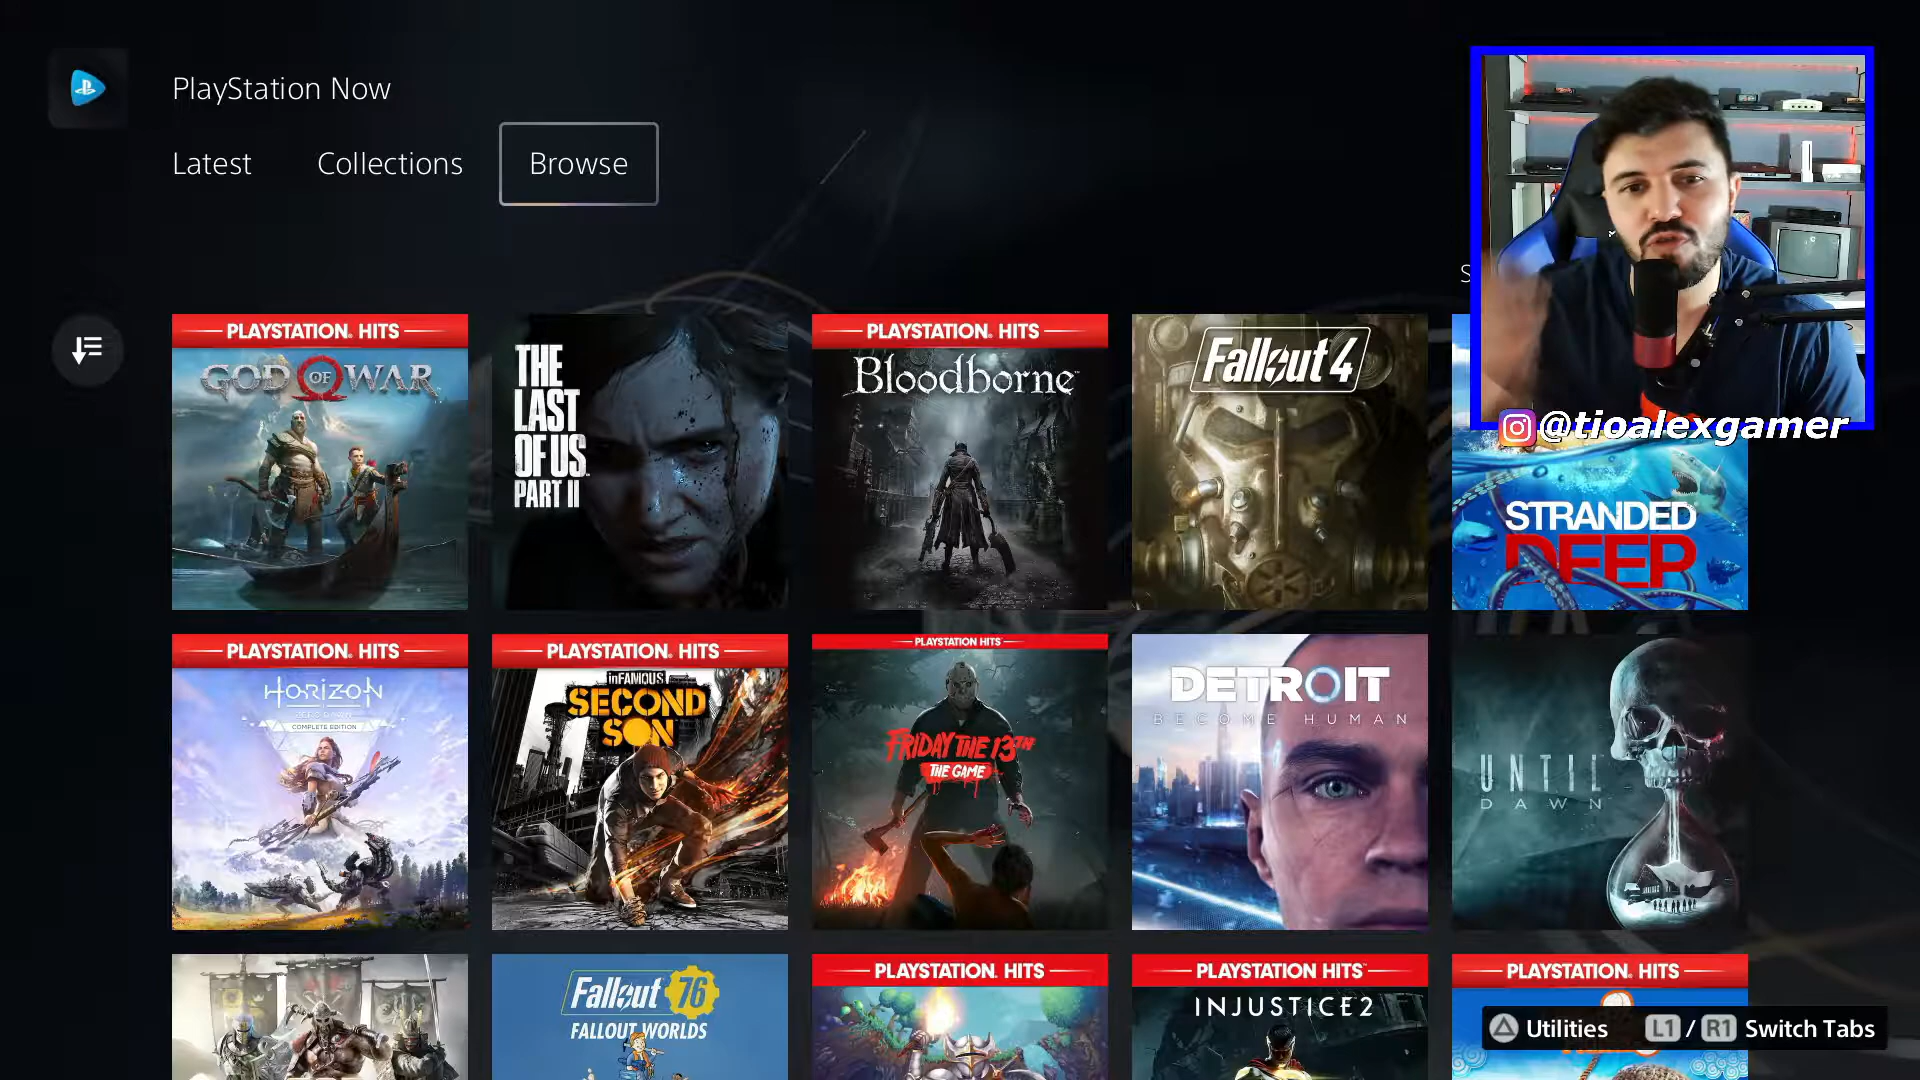 PlayStation Now
Latest
Collections
Browse
S
@tioalexgamer
PLAYSTATION® HITS
GOD OF WAR
THE
LAST
OF US
PART II
PLAYSTATION® HITS
Bloodborne™
Fallout 4
STRANDED
DEEP
PLAYSTATION® HITS
HORIZON
ZERO DAWN
COMPLETE EDITION
PLAYSTATION® HITS
inFAMOUS
SECOND
SON
PLAYSTATION HITS
FRIDAY THE 13TH
THE GAME
DETROIT
BECOME HUMAN
UNTIL
DAWN
Fallout 76
FALLOUT WORLDS
PLAYSTATION® HITS
PLAYSTATION HITS
INJUSTICE 2
PLAYSTATION® HITS
Utilities
L1 / R1 Switch Tabs